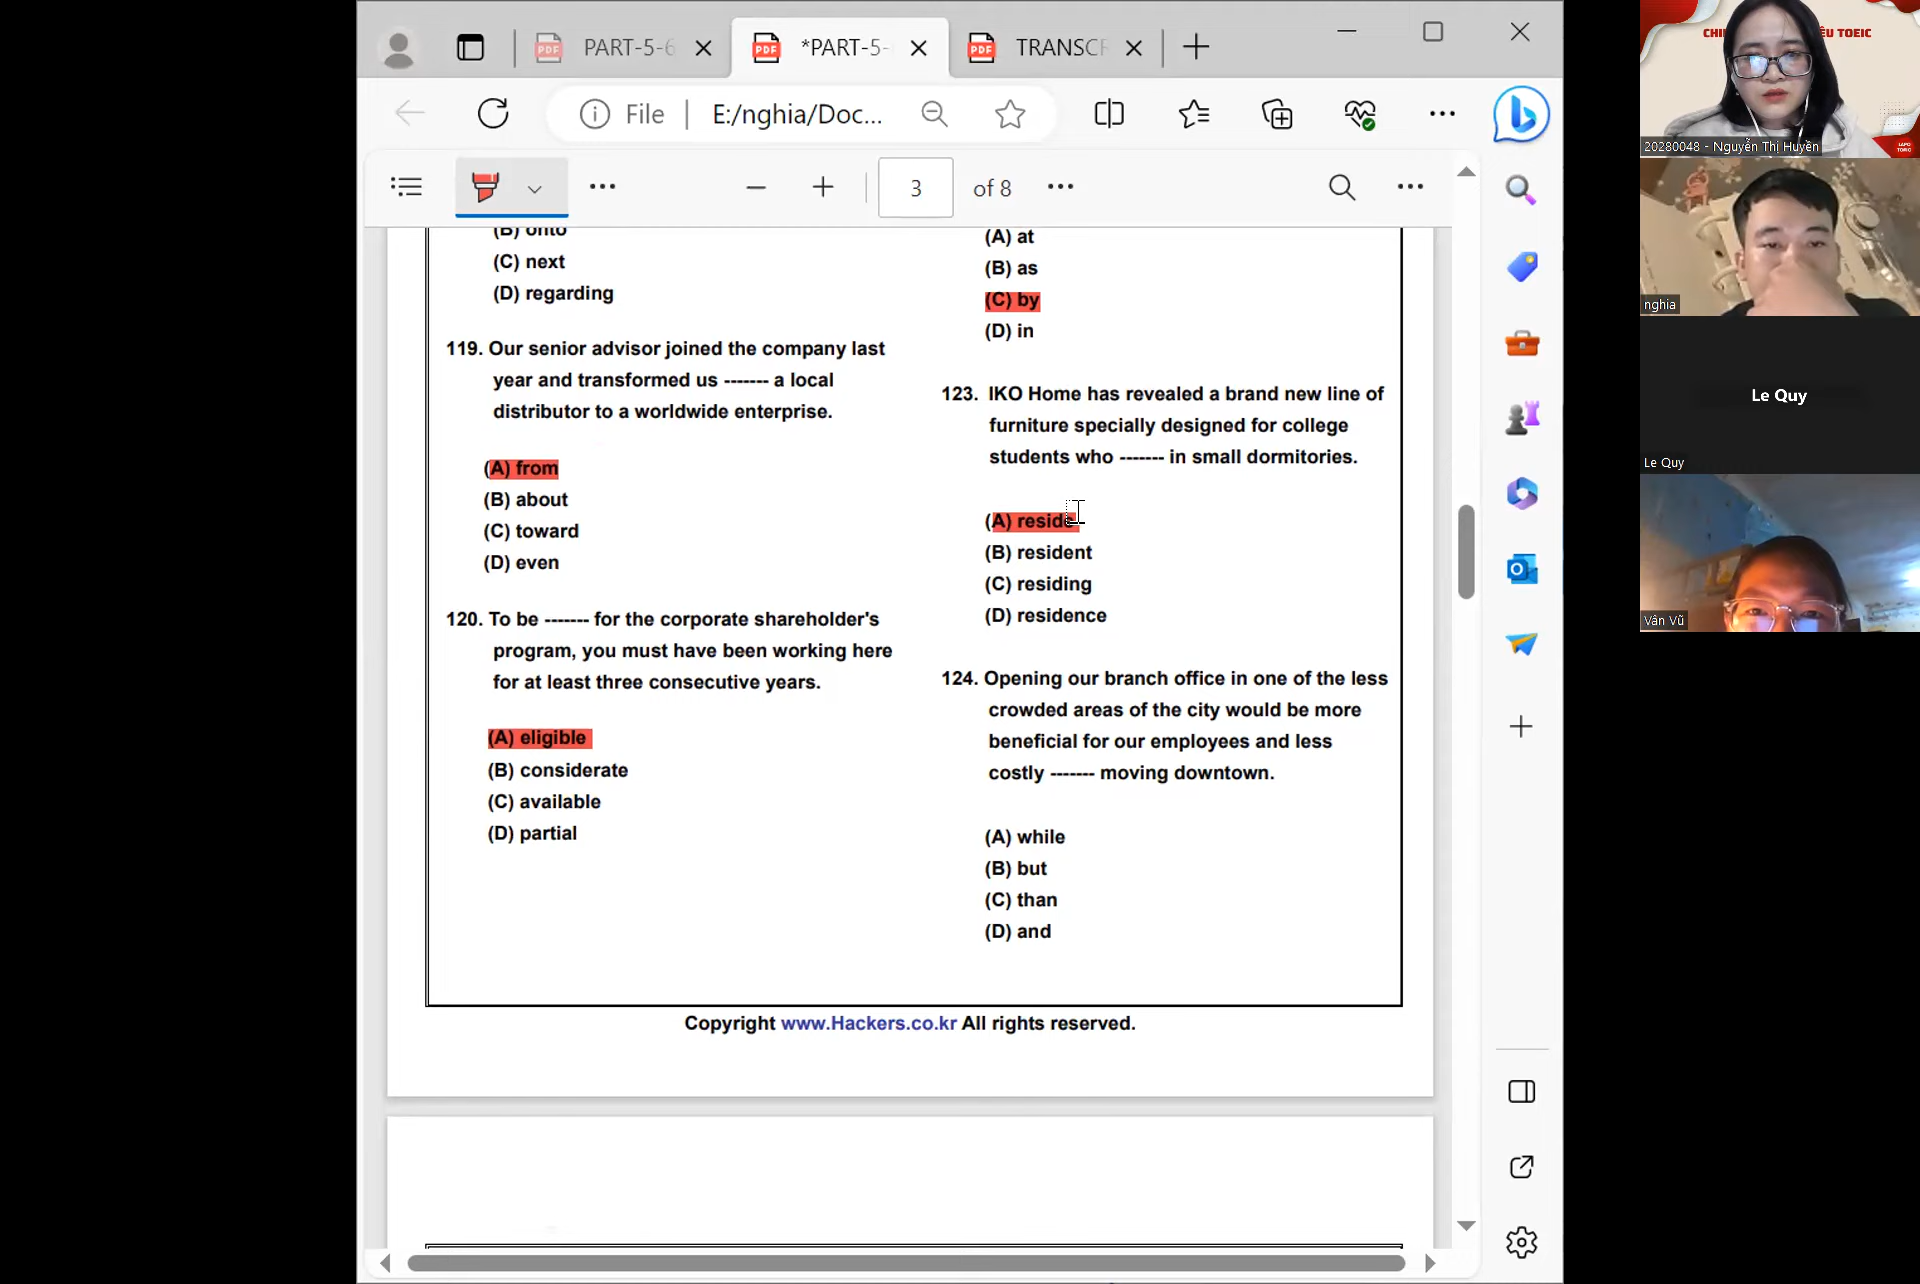 PART-5-6
*PART-5-
TRANSCR
File
E:/nghia/Doc...
3
of 8
(B) onto
(C) next
(D) regarding
119. Our senior advisor joined the company last
year and transformed us ------- a local
distributor to a worldwide enterprise.
(A) from
(B) about
(C) toward
(D) even
120. To be ------- for the corporate shareholder's
program, you must have been working here
for at least three consecutive years.
(A) eligible
(B) considerate
(C) available
(D) partial
(A) at
(B) as
(C) by
(D) in
123. IKO Home has revealed a brand new line of
furniture specially designed for college
students who ------- in small dormitories.
(A) reside
(B) resident
(C) residing
(D) residence
124. Opening our branch office in one of the less
crowded areas of the city would be more
beneficial for our employees and less
costly ------- moving downtown.
(A) while
(B) but
(C) than
(D) and
Copyright www.Hackers.co.kr All rights reserved.
20280048 - Nguyễn Thị Huyền
nghia
Le Quy
Le Quy
Vân Vũ